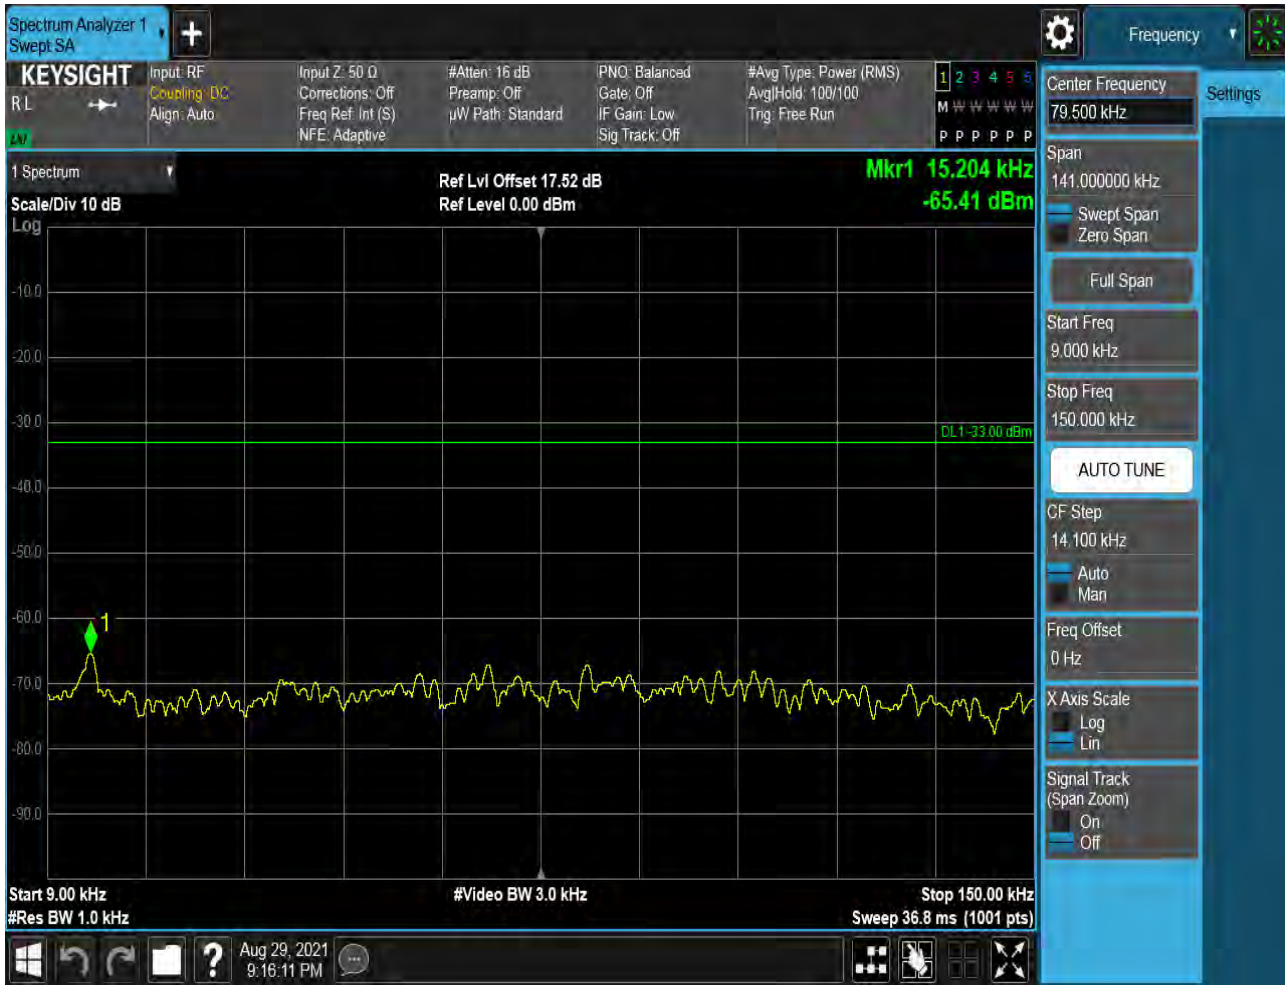 Spectrum Analyzer 1
Swept SA
Frequency
KEYSIGHT
RL
Input: RF
Coupling: DC
Align: Auto
Input Z: 50 Ω
Corrections: Off
Freq Ref: Int (S)
NFE: Adaptive
#Atten: 16 dB
Preamp: Off
µW Path: Standard
PNO: Balanced
Gate: Off
IF Gain: Low
Sig Track: Off
#Avg Type: Power (RMS)
Avg|Hold: 100/100
Trig: Free Run
1 2 3 4 5 6
M W W W W W
P P P P P P
1 Spectrum
Scale/Div 10 dB
Log
Ref Lvl Offset 17.52 dB
Ref Level 0.00 dBm
Mkr1 15.204 kHz
-65.41 dBm
-10.0
-20.0
-30.0
DL1 -33.00 dBm
-40.0
-50.0
-60.0
1
-70.0
-80.0
-90.0
Start 9.00 kHz
#Res BW 1.0 kHz
#Video BW 3.0 kHz
Stop 150.00 kHz
Sweep 36.8 ms (1001 pts)
Aug 29, 2021
9:16:11 PM
Center Frequency
79.500 kHz
Settings
Span
141.000000 kHz
Swept Span
Zero Span
Full Span
Start Freq
9.000 kHz
Stop Freq
150.000 kHz
AUTO TUNE
CF Step
14.100 kHz
Auto
Man
Freq Offset
0 Hz
X Axis Scale
Log
Lin
Signal Track
(Span Zoom)
On
Off